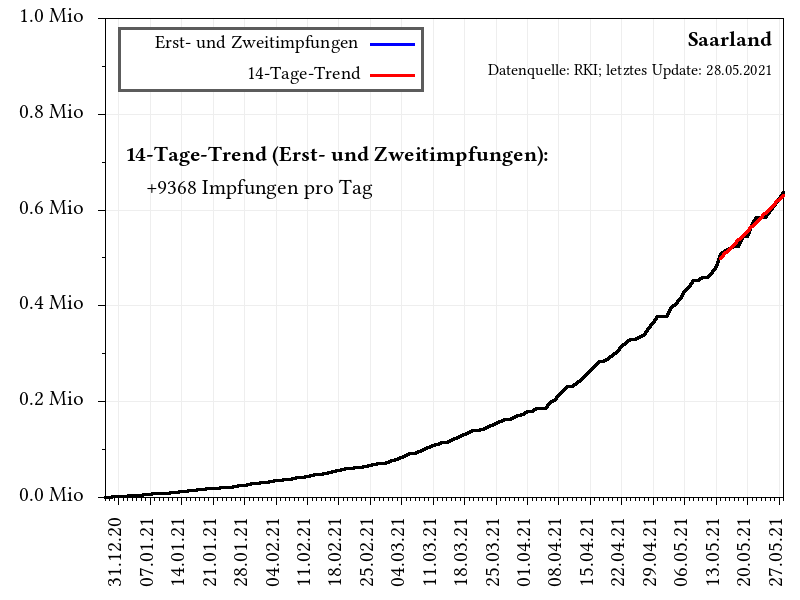 1.0 Mio
0.8 Mio
0.6 Mio
0.4 Mio
0.2 Mio
0.0 Mio
Erst- und Zweitimpfungen
14-Tage-Trend
Saarland
Datenquelle: RKI; letztes Update: 28.05.2021
14-Tage-Trend (Erst- und Zweitimpfungen):
+9368 Impfungen pro Tag
31.12.20
07.01.21
14.01.21
21.01.21
28.01.21
04.02.21
11.02.21
18.02.21
25.02.21
04.03.21
11.03.21
18.03.21
25.03.21
01.04.21
08.04.21
15.04.21
22.04.21
29.04.21
06.05.21
13.05.21
20.05.21
27.05.21